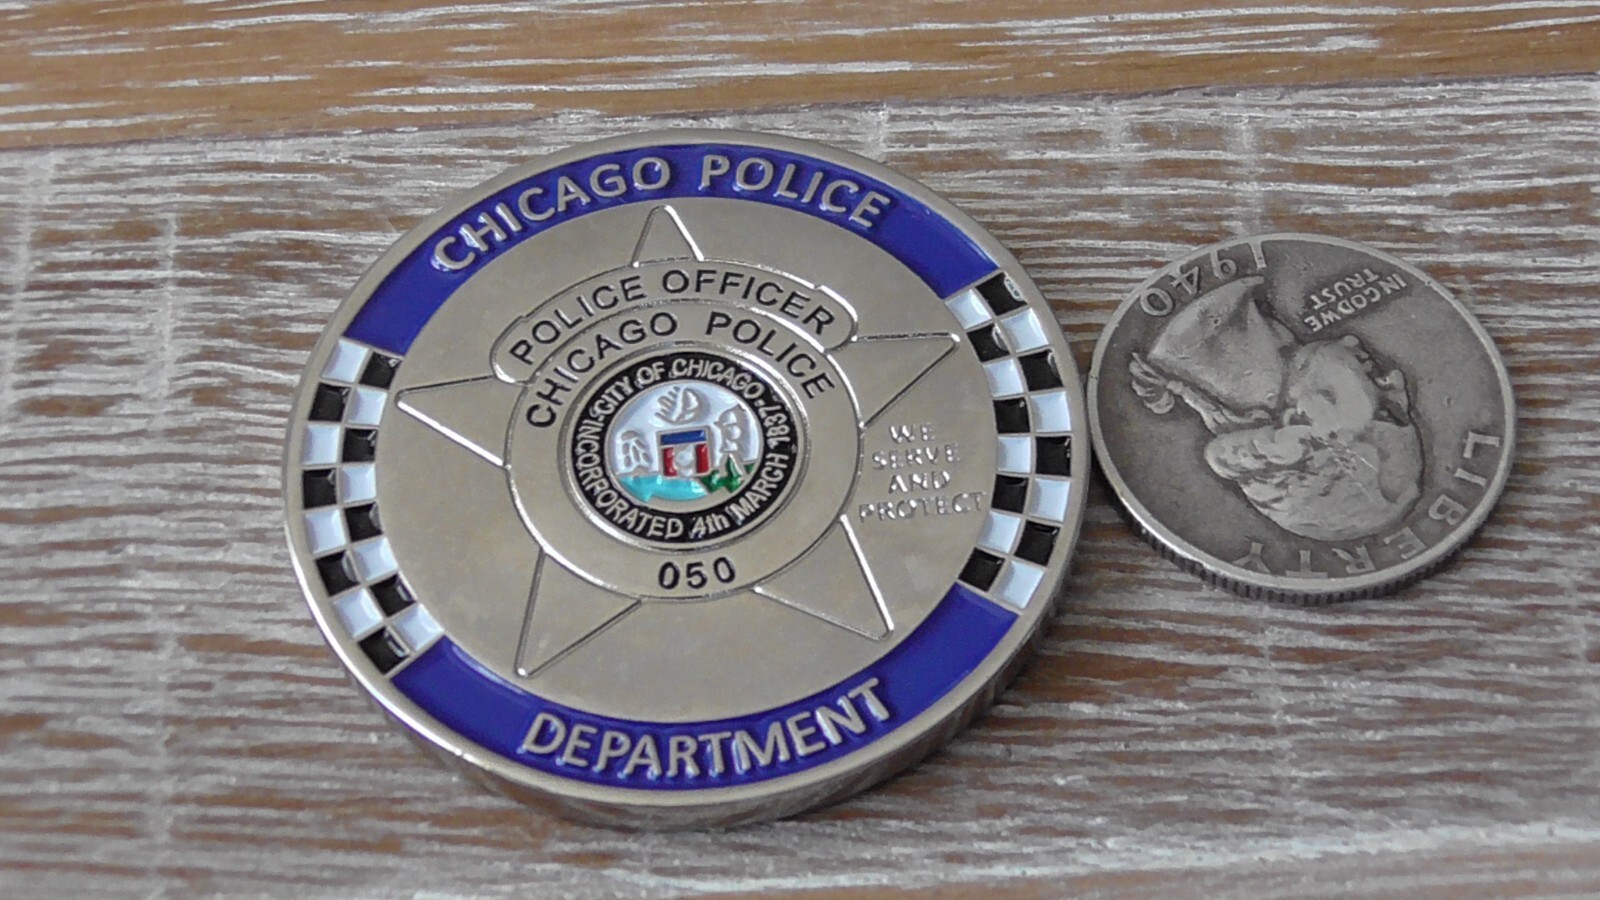 CHICAGO POLICE
POLICE OFFICER
CHICAGO POLICE
CITY OF CHICAGO
INCORPORATED 4th MARCH 1837
050
WE
SERVE
AND
PROTECT
DEPARTMENT
LIBERTY
IN GOD WE
TRUST
1940